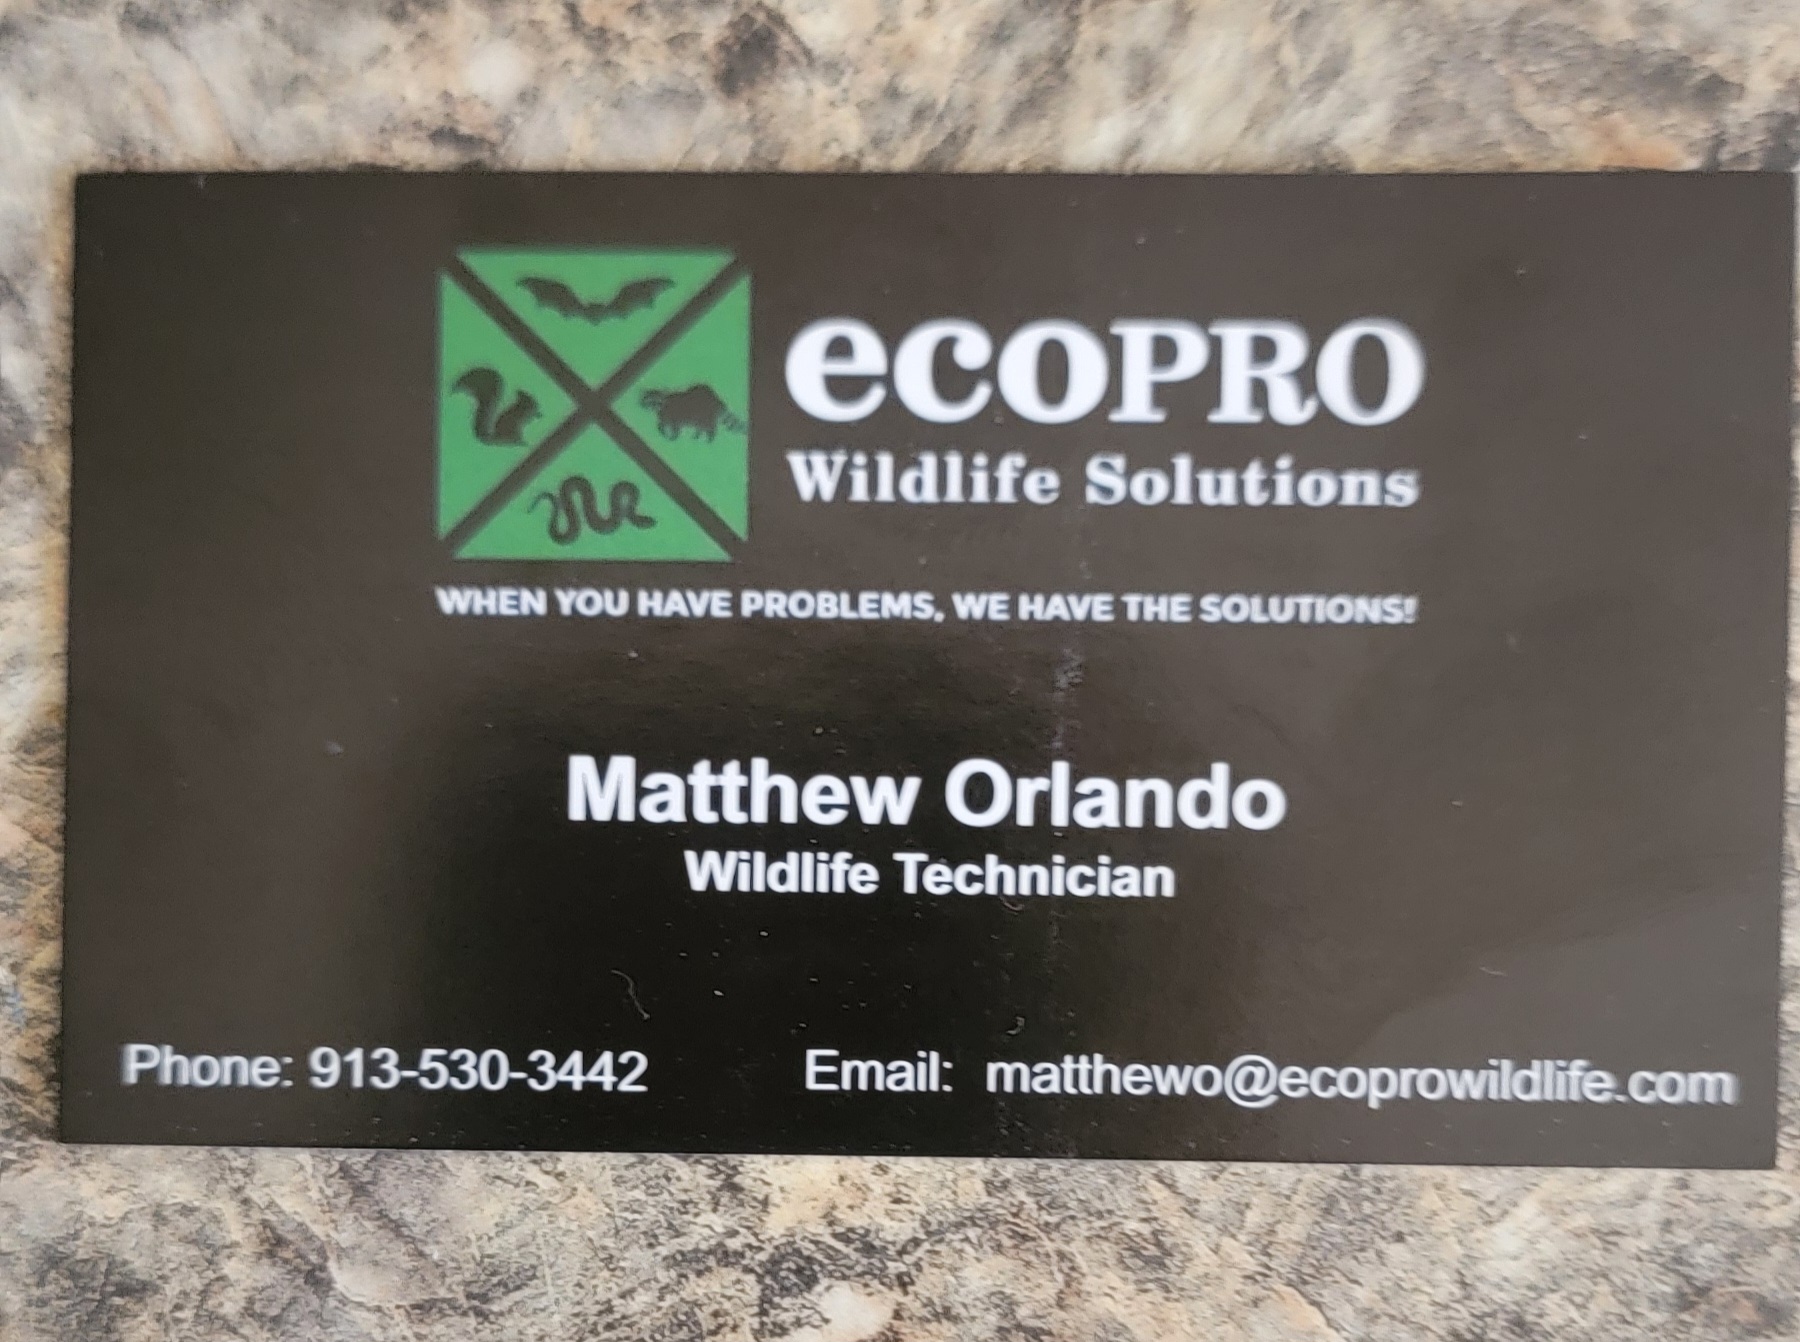 ecoPRO
Wildlife Solutions
WHEN YOU HAVE PROBLEMS, WE HAVE THE SOLUTIONS!
Matthew Orlando
Wildlife Technician
Phone: 913-530-3442 Email: matthewo@ecoprowildlife.com